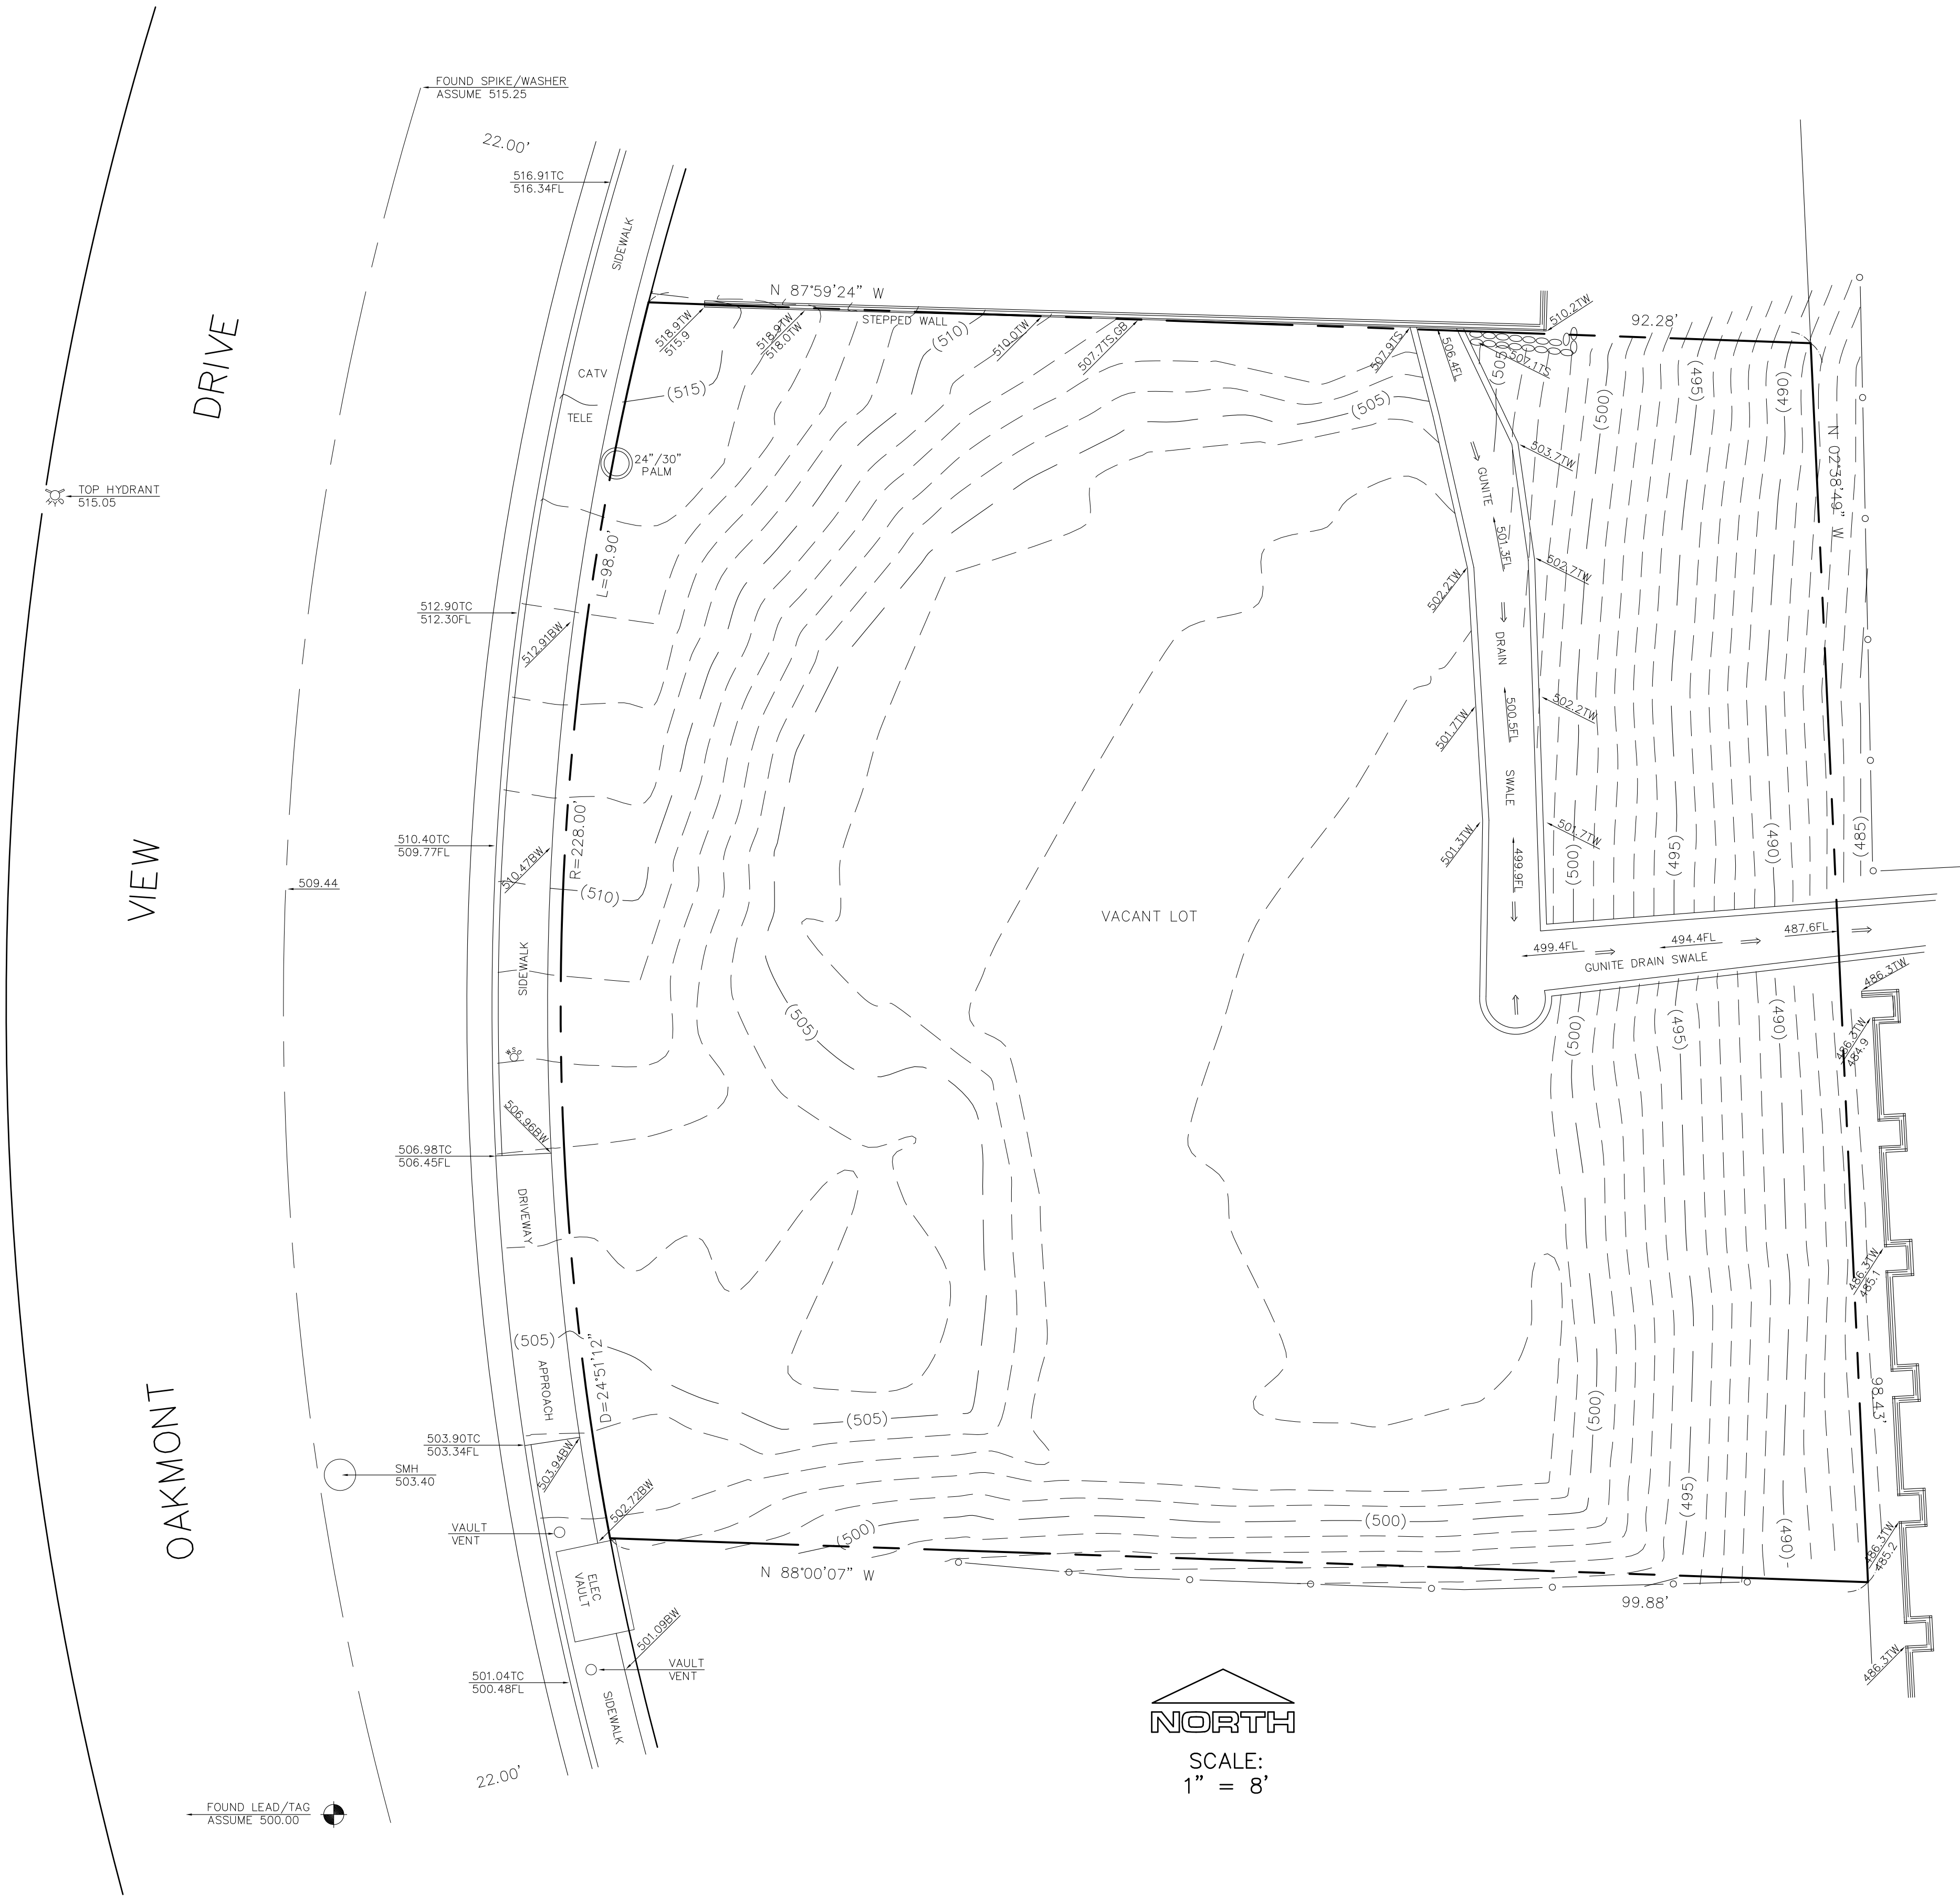 FOUND SPIKE/WASHER
ASSUME 515.25
22.00'
516.91TC
516.34FL
SIDEWALK
N 87°59'24" W
STEPPED WALL
92.28'
510.2TW
518.9TW
515.9
518.9TW
518.0TW
(510)
510.0TW
507.7TS,GB
507.9TS
506.4FL
507.1TS
(505)
(500)
(495)
(490)
DRIVE
CATV
TELE
(515)
(505)
24"/30"
PALM
N 02°38'49" W
GUNITE
503.7TW
TOP HYDRANT
515.05
L=98.90'
501.3FL
502.7TW
512.90TC
512.30FL
512.91BW
502.2TW
DRAIN
502.2TW
501.7TW
500.5FL
SWALE
VIEW
510.40TC
509.77FL
510.47BW
R=228.00'
(510)
501.3TW
501.7TW
499.9FL
(500)
(495)
(490)
(485)
509.44
VACANT LOT
SIDEWALK
499.4FL
494.4FL
487.6FL
GUNITE DRAIN SWALE
486.3TW
(505)
(500)
(495)
(490)
486.3TW
484.9
506.98TC
506.45FL
506.96BW
DRIVEWAY
486.3TW
485.1
(505)
D=24°51'12"
APPROACH
OAKMONT
(505)
(500)
98.43'
503.90TC
503.34FL
503.94BW
SMH
503.40
502.72BW
(495)
VAULT
VENT
(500)
(500)
(490)
486.3TW
485.2
N 88°00'07" W
99.88'
ELEC
VAULT
501.09BW
VAULT
VENT
501.04TC
500.48FL
SIDEWALK
486.3TW
22.00'
NORTH
SCALE:
1" = 8'
FOUND LEAD/TAG
ASSUME 500.00